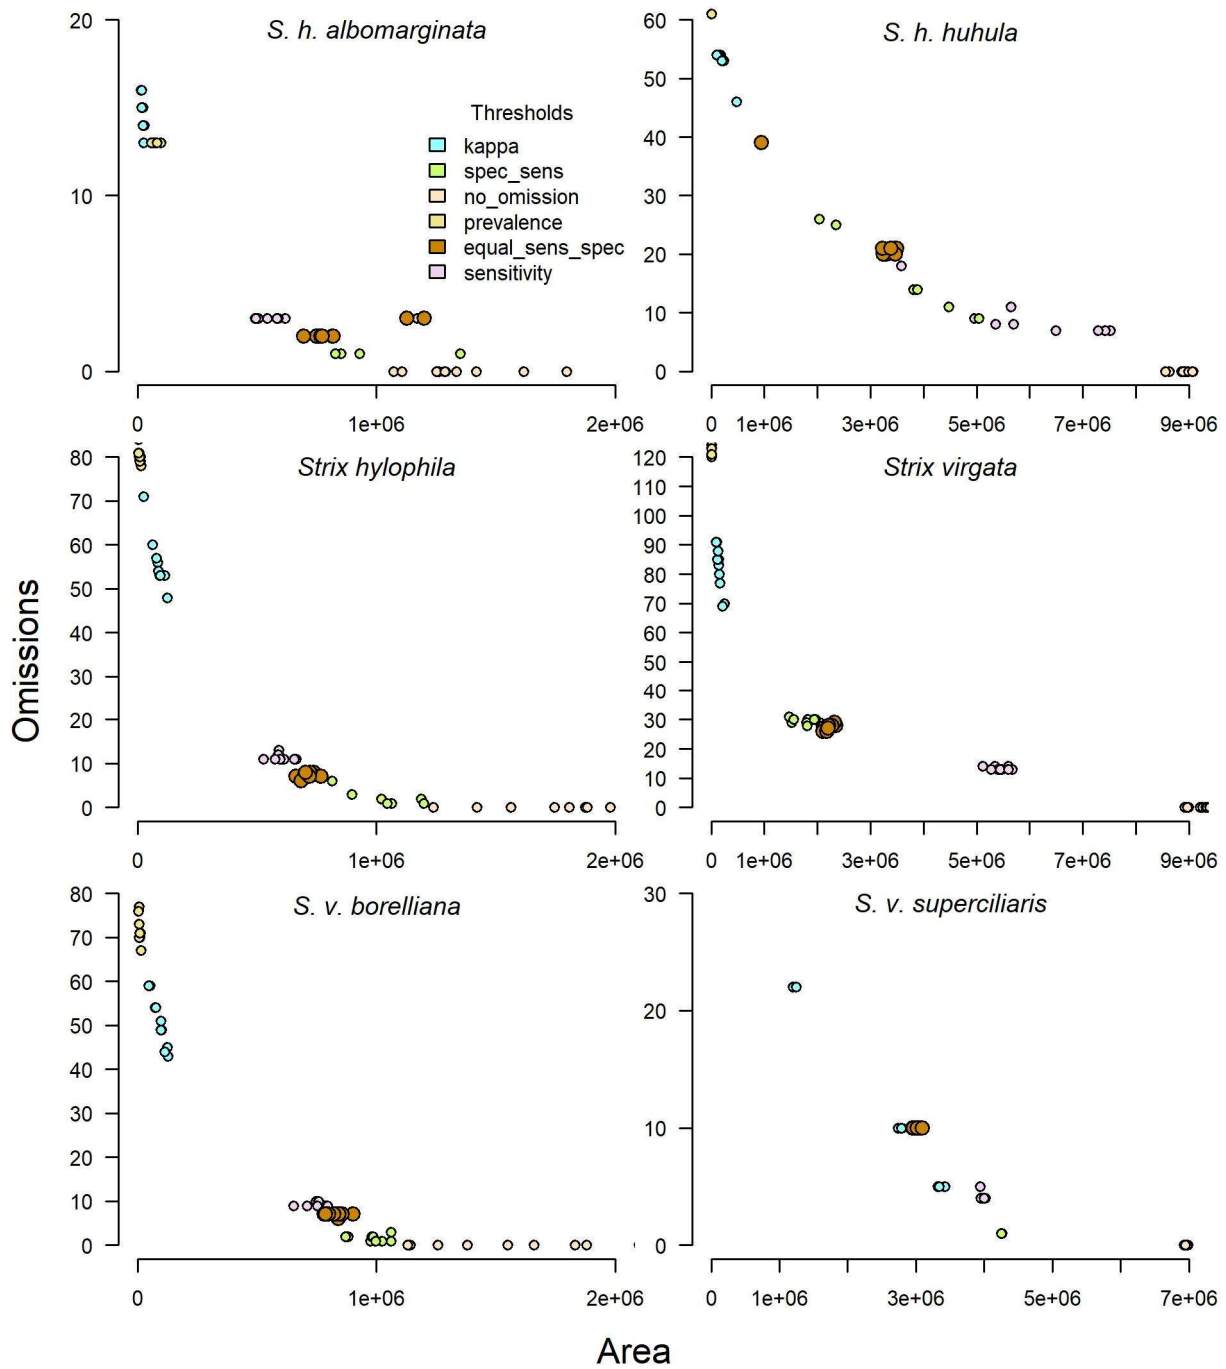 S. h. albomarginata
20
10
0
0
1e+06
2e+06
Thresholds
kappa
spec_sens
no_omission
prevalence
equal_sens_spec
sensitivity
S. h. huhula
60
50
40
30
20
10
0
0 1e+06 3e+06 5e+06 7e+06 9e+06
Strix hylophila
80
70
60
50
40
30
20
10
0
0 1e+06 2e+06
Strix virgata
120
110
100
90
80
70
60
50
40
30
20
10
0
0 1e+06 3e+06 5e+06 7e+06 9e+06
S. v. borelliana
80
70
60
50
40
30
20
10
0
0 1e+06 2e+06
S. v. superciliaris
30
20
10
0
0 1e+06 3e+06 5e+06 7e+06
Omissions
Area